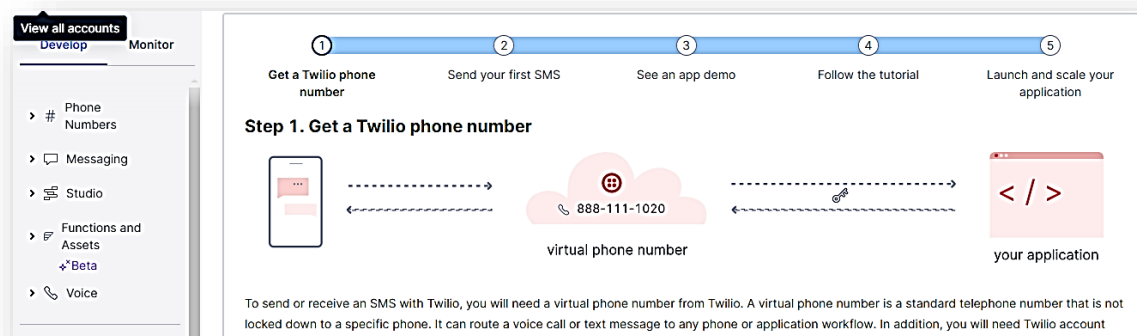 View all accounts
Develop
Monitor
Phone
Numbers
Messaging
Studio
Functions and
Assets
Beta
Voice
1
2
3
4
5
Get a Twilio phone
number
Send your first SMS
See an app demo
Follow the tutorial
Launch and scale your
application
Step 1. Get a Twilio phone number
888-111-1020
virtual phone number
</>
your application
To send or receive an SMS with Twilio, you will need a virtual phone number from Twilio. A virtual phone number is a standard telephone number that is not
locked down to a specific phone. It can route a voice call or text message to any phone or application workflow. In addition, you will need Twilio account